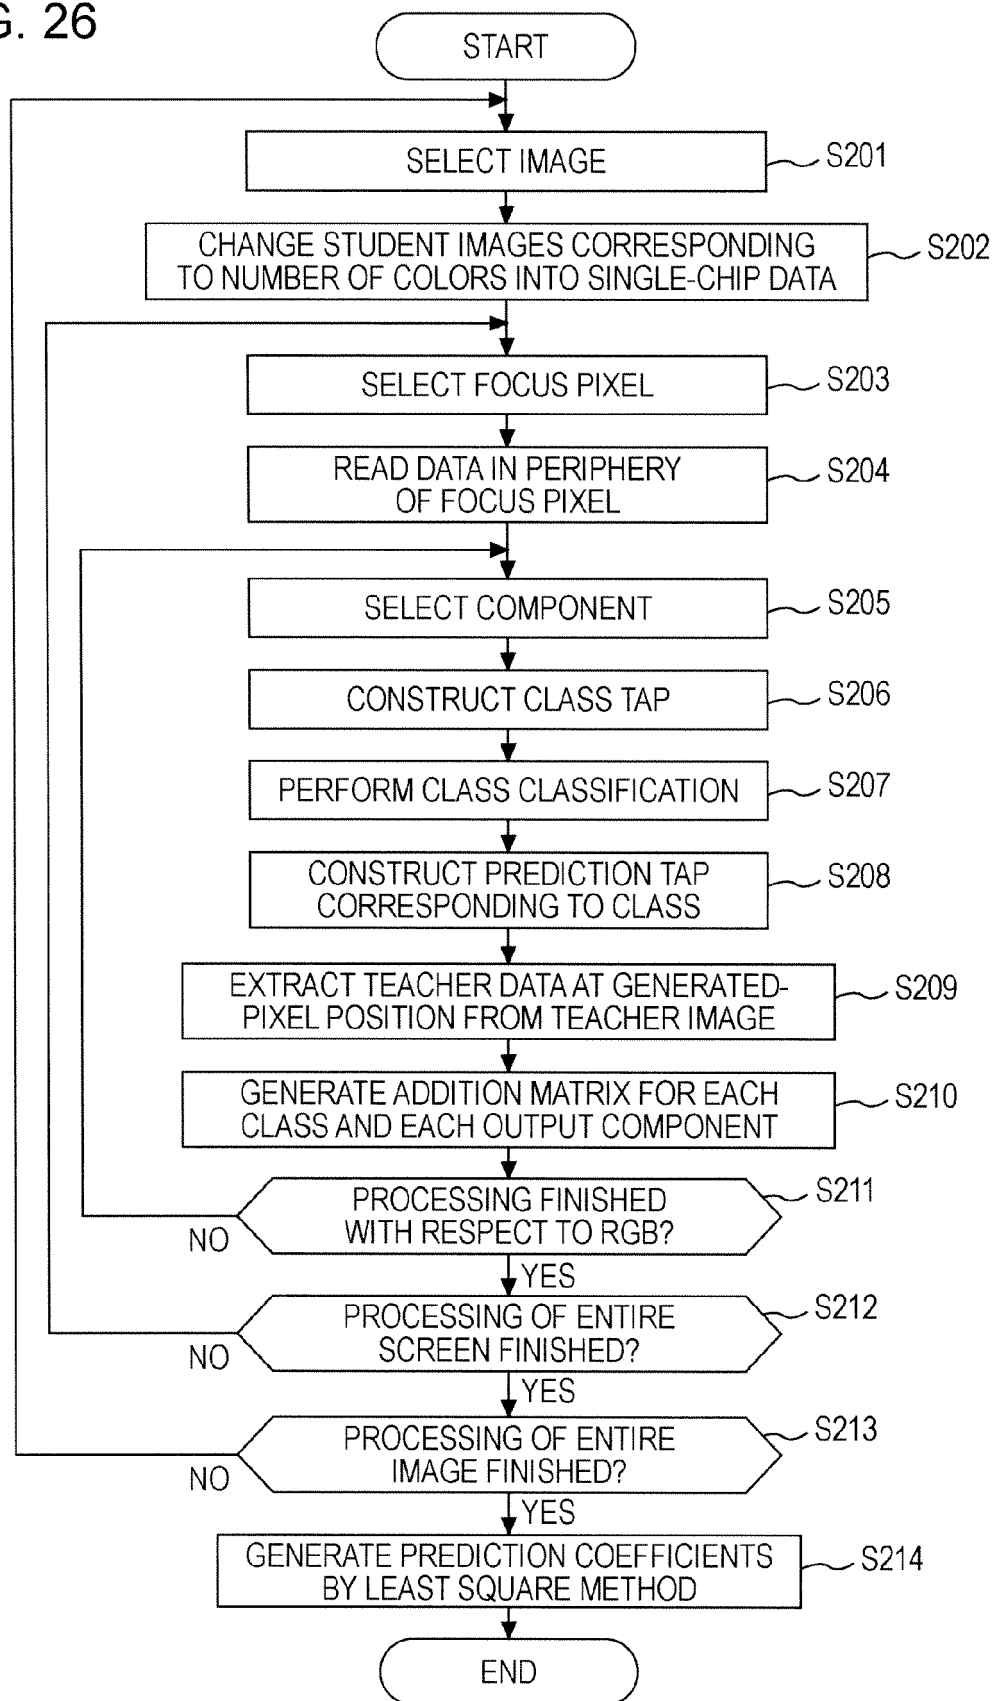 G. 26
START
SELECT IMAGE
S201
CHANGE STUDENT IMAGES CORRESPONDING
TO NUMBER OF COLORS INTO SINGLE-CHIP DATA
S202
SELECT FOCUS PIXEL
S203
READ DATA IN PERIPHERY
OF FOCUS PIXEL
S204
SELECT COMPONENT
S205
CONSTRUCT CLASS TAP
S206
PERFORM CLASS CLASSIFICATION
S207
CONSTRUCT PREDICTION TAP
CORRESPONDING TO CLASS
S208
EXTRACT TEACHER DATA AT GENERATED-
PIXEL POSITION FROM TEACHER IMAGE
S209
GENERATE ADDITION MATRIX FOR EACH
CLASS AND EACH OUTPUT COMPONENT
S210
PROCESSING FINISHED
WITH RESPECT TO RGB?
S211
NO
YES
PROCESSING OF ENTIRE
SCREEN FINISHED?
S212
NO
YES
PROCESSING OF ENTIRE
IMAGE FINISHED?
S213
NO
YES
GENERATE PREDICTION COEFFICIENTS
BY LEAST SQUARE METHOD
S214
END